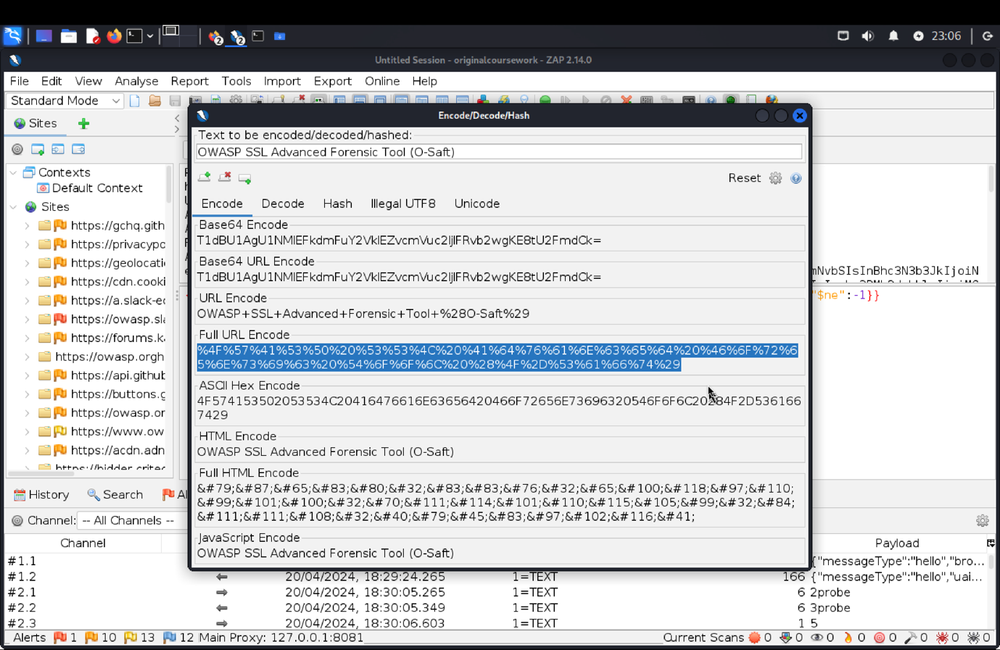 23:06
Untitled Session - originalcoursework - ZAP 2.14.0
File Edit View Analyse Report Tools Import Export Online Help
Standard Mode
Sites
Contexts
Default Context
Sites
https://gchq.gith
https://privacypo
https://geolocati
https://cdn.cooki
https://a.slack-e
https://owasp.sl
https://forums.k
https://owasp.orgh
https://api.github
https://buttons.g
https://owasp.or
https://www.ow
https://acdn.adn
Encode/Decode/Hash
Text to be encoded/decoded/hashed:
OWASP SSL Advanced Forensic Tool (O-Saft)
Reset
Encode Decode Hash Illegal UTF8 Unicode
Base64 Encode
T1dBU1AgU1NMIEFkdmFuY2VkIEZvcmVuc2ljIFRvb2wgKE8tU2FmdCk=
Base64 URL Encode
T1dBU1AgU1NMIEFkdmFuY2VkIEZvcmVuc2ljIFRvb2wgKE8tU2FmdCk=
URL Encode
OWASP+SSL+Advanced+Forensic+Tool+%28O-Saft%29
Full URL Encode
%4F%57%41%53%50%20%53%53%4C%20%41%64%76%61%6E%63%65%64%20%46%6F%72%6
5%6E%73%69%63%20%54%6F%6F%6C%20%28%4F%2D%53%61%66%74%29
ASCII Hex Encode
4F574153502053534C20416476616E63656420466F72656E73696320546F6F6C20284F2D536166
7429
HTML Encode
OWASP SSL Advanced Forensic Tool (O-Saft)
Full HTML Encode
&#79;&#87;&#65;&#83;&#80;&#32;&#83;&#83;&#76;&#32;&#65;&#100;&#118;&#97;&#110;
&#99;&#101;&#100;&#32;&#70;&#111;&#114;&#101;&#110;&#115;&#105;&#99;&#32;&#84;
&#111;&#111;&#108;&#32;&#40;&#79;&#45;&#83;&#97;&#102;&#116;&#41;
JavaScript Encode
OWASP SSL Advanced Forensic Tool (O-Saft)
mNvbSIsInBhc3N3b3JkIjoiN
"$ne":-1}}
History Search Al
Channel: -- All Channels --
Channel Payload
#1.1 {"messageType":"hello","bro...
#1.2 20/04/2024, 18:29:24.265 1=TEXT 166 {"messageType":"hello","uai...
#2.1 20/04/2024, 18:30:05.265 1=TEXT 6 2probe
#2.2 20/04/2024, 18:30:05.349 1=TEXT 6 3probe
#2.3 20/04/2024, 18:30:06.603 1=TEXT 1 5
Alerts 1 10 13 12 Main Proxy: 127.0.0.1:8081 Current Scans 0 0 0 0 0 0 0 0